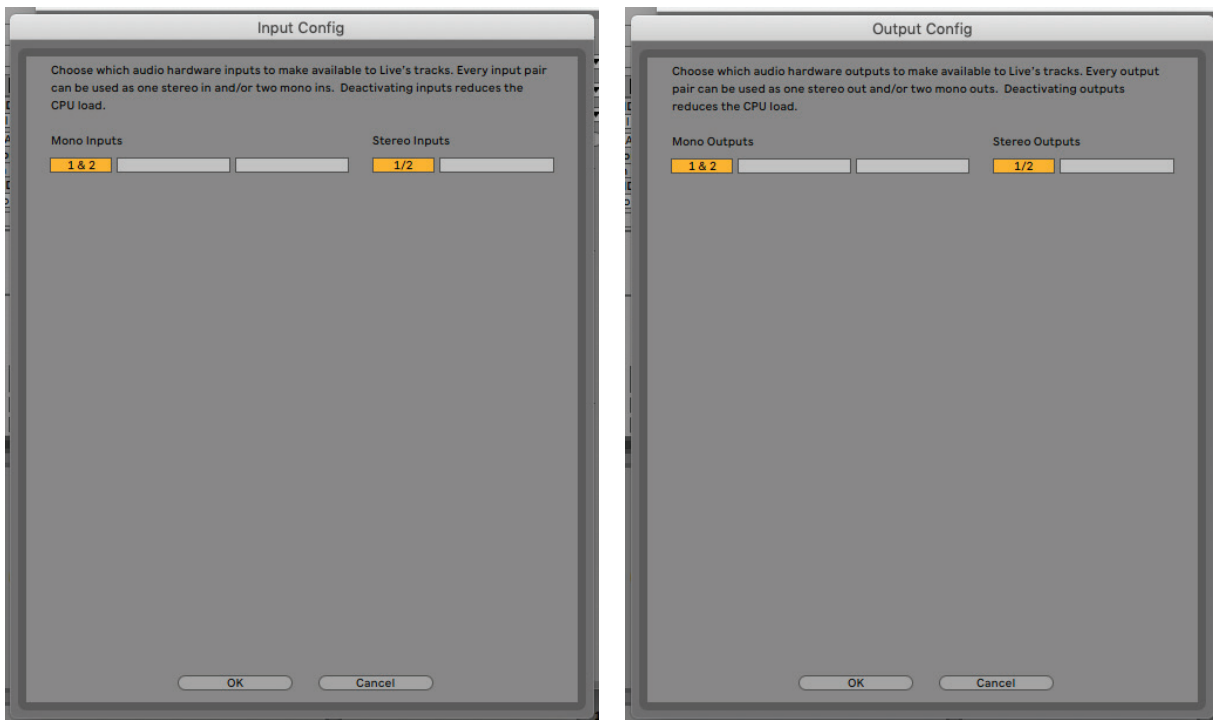 Input Config
Choose which audio hardware inputs to make available to Live's tracks. Every input pair
can be used as one stereo in and/or two mono ins.  Deactivating inputs reduces the
CPU load.
Mono Inputs
Stereo Inputs
1 & 2
1/2
OK
Cancel
Output Config
Choose which audio hardware outputs to make available to Live's tracks. Every output
pair can be used as one stereo out and/or two mono outs.  Deactivating outputs
reduces the CPU load.
Mono Outputs
Stereo Outputs
1 & 2
1/2
OK
Cancel